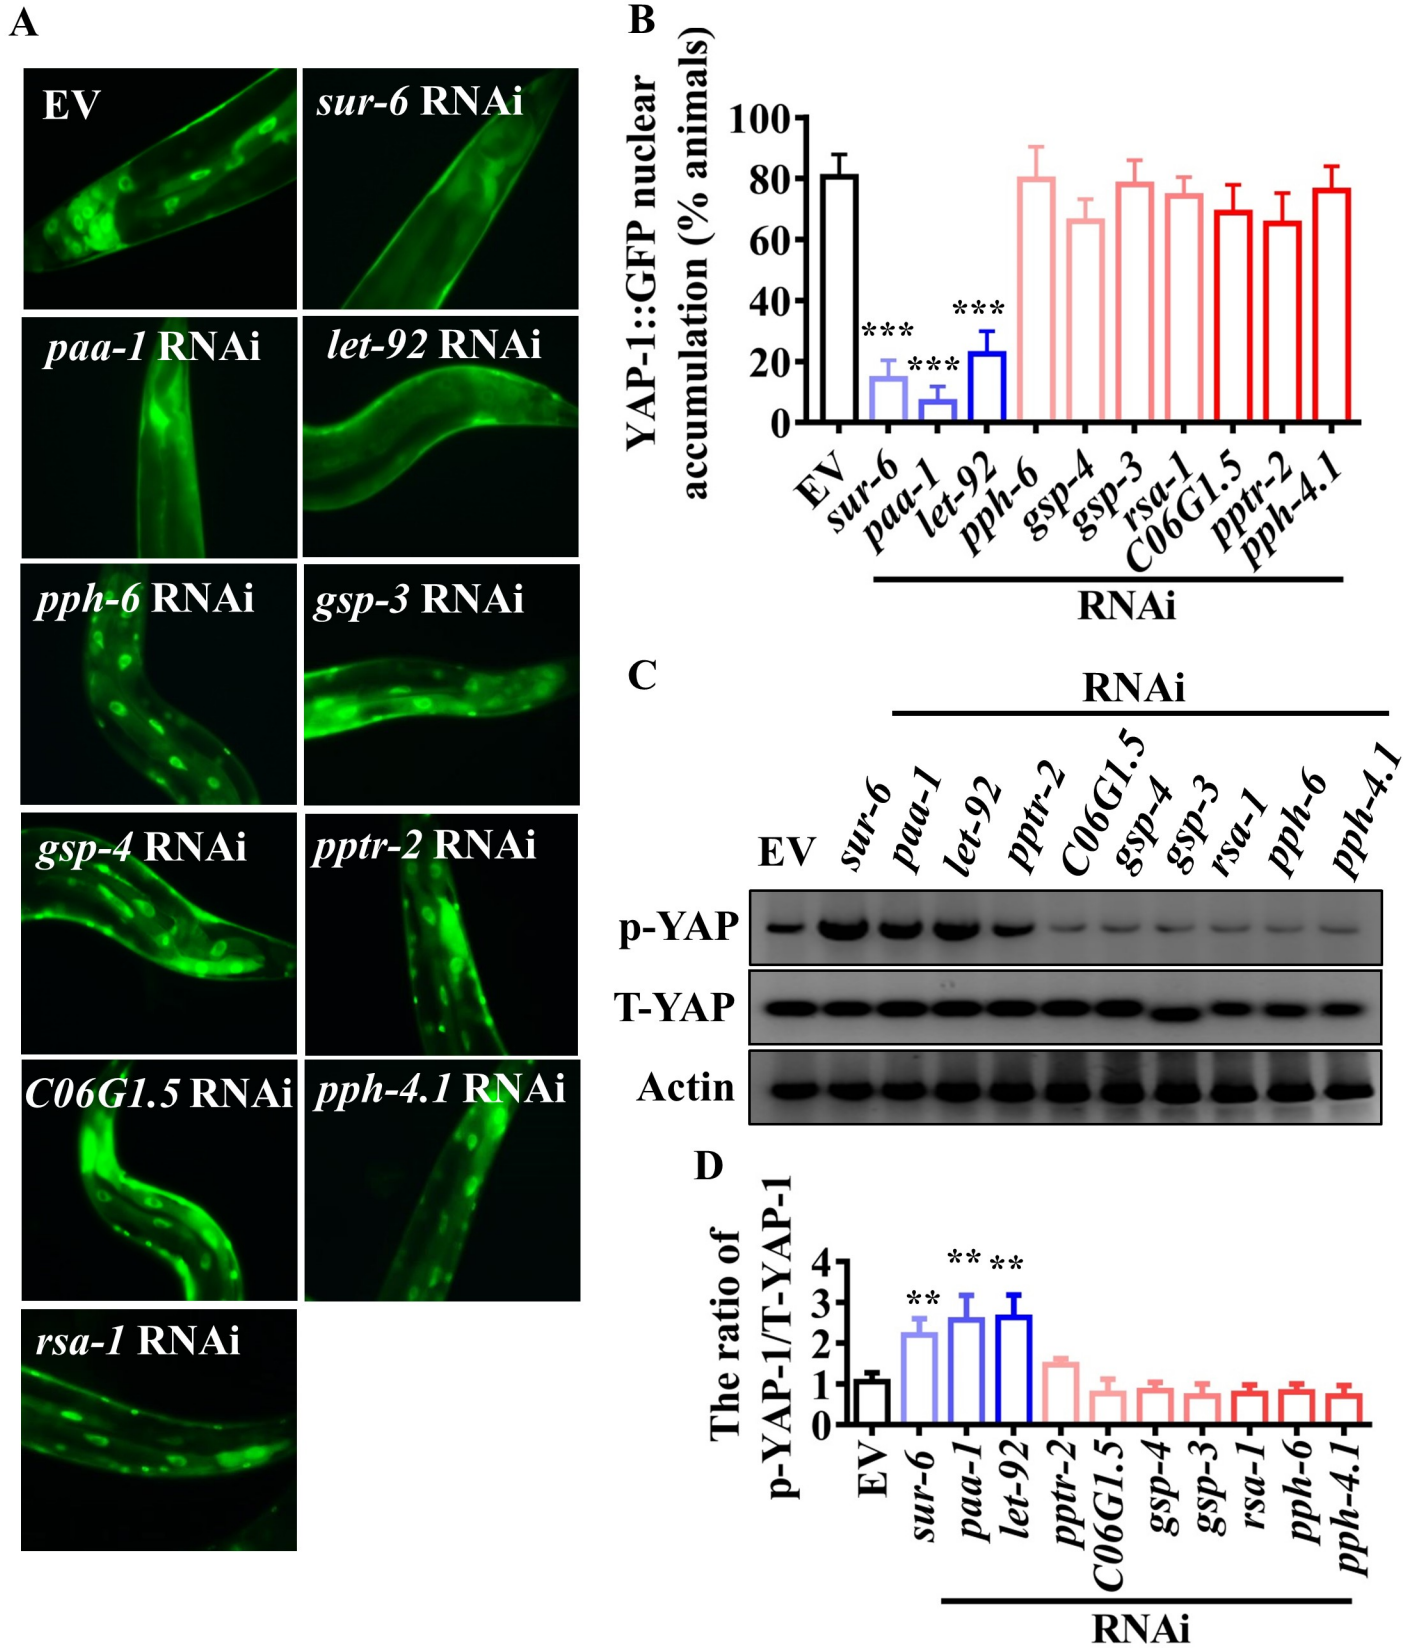 A
EV
sur-6 RNAi
paa-1 RNAi
let-92 RNAi
pph-6 RNAi
gsp-3 RNAi
gsp-4 RNAi
pptr-2 RNAi
C06G1.5 RNAi
pph-4.1 RNAi
rsa-1 RNAi
B
YAP-1::GFP nuclear
accumulation (% animals)
100
80
60
40
20
0
***
***
***
EV
sur-6
paa-1
let-92
pph-6
gsp-4
gsp-3
rsa-1
C06G1.5
pptr-2
pph-4.1
RNAi
C
RNAi
EV
sur-6
paa-1
let-92
pptr-2
C06G1.5
gsp-4
gsp-3
rsa-1
pph-6
pph-4.1
p-YAP
T-YAP
Actin
D
The ratio of
p-YAP-1/T-YAP-1
4
3
2
1
0
**
**
**
EV
sur-6
paa-1
let-92
pptr-2
C06G1.5
gsp-4
gsp-3
rsa-1
pph-6
pph-4.1
RNAi